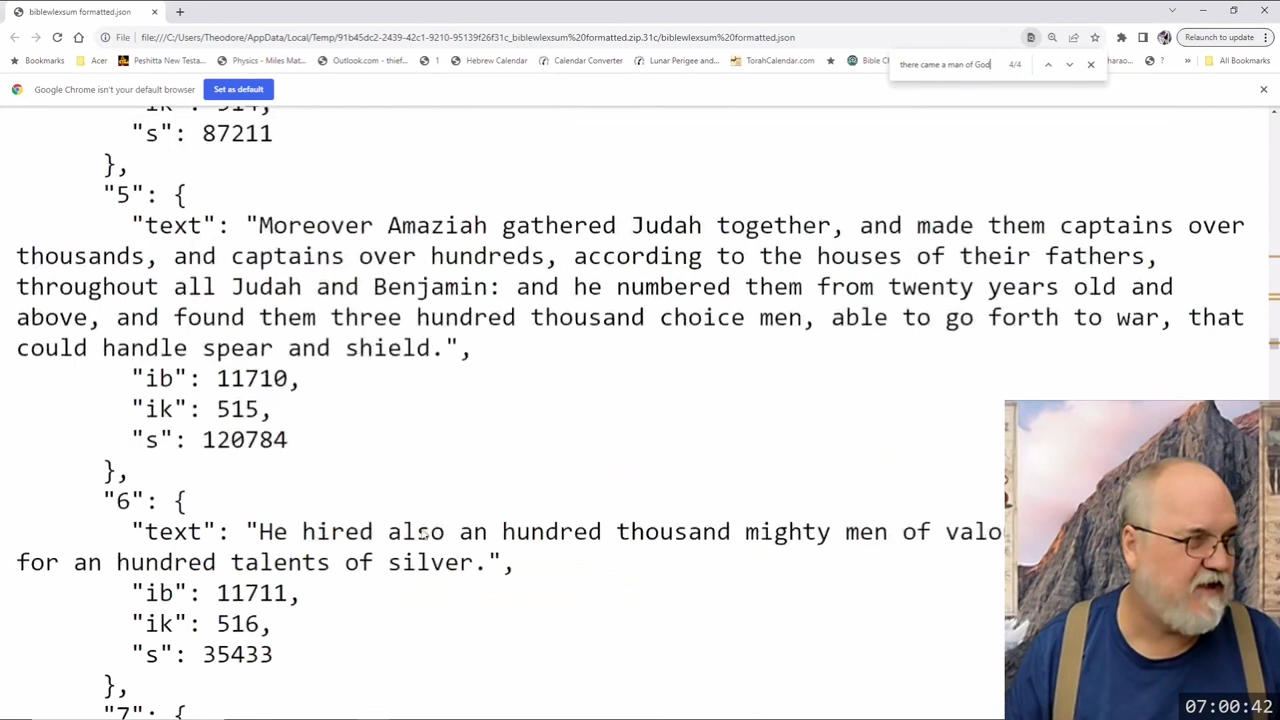 biblewlexsum formatted.json
File
file:///C:/Users/Theodore/AppData/Local/Temp/91b45dc2-2439-42c1-9210-95139f26f31c_biblewlexsum%20formatted.zip.31c/biblewlexsum%20formatted.json
Relaunch to update
Bookmarks Acer Peshitta New Testa... Physics - Miles Mat... Outlook.com - thief... 1 Hebrew Calendar Calendar Converter Lunar Perigee and... TorahCalendar.com Bible Ch arao... ? All Bookmarks
there came a man of God 4/4
Google Chrome isn't your default browser Set as default
"ik": 514,
"s": 87211
},
"5": {
"text": "Moreover Amaziah gathered Judah together, and made them captains over
thousands, and captains over hundreds, according to the houses of their fathers,
throughout all Judah and Benjamin: and he numbered them from twenty years old and
above, and found them three hundred thousand choice men, able to go forth to war, that
could handle spear and shield.",
"ib": 11710,
"ik": 515,
"s": 120784
},
"6": {
"text": "He hired also an hundred thousand mighty men of valo
for an hundred talents of silver.",
"ib": 11711,
"ik": 516,
"s": 35433
},
"7": {
07:00:42